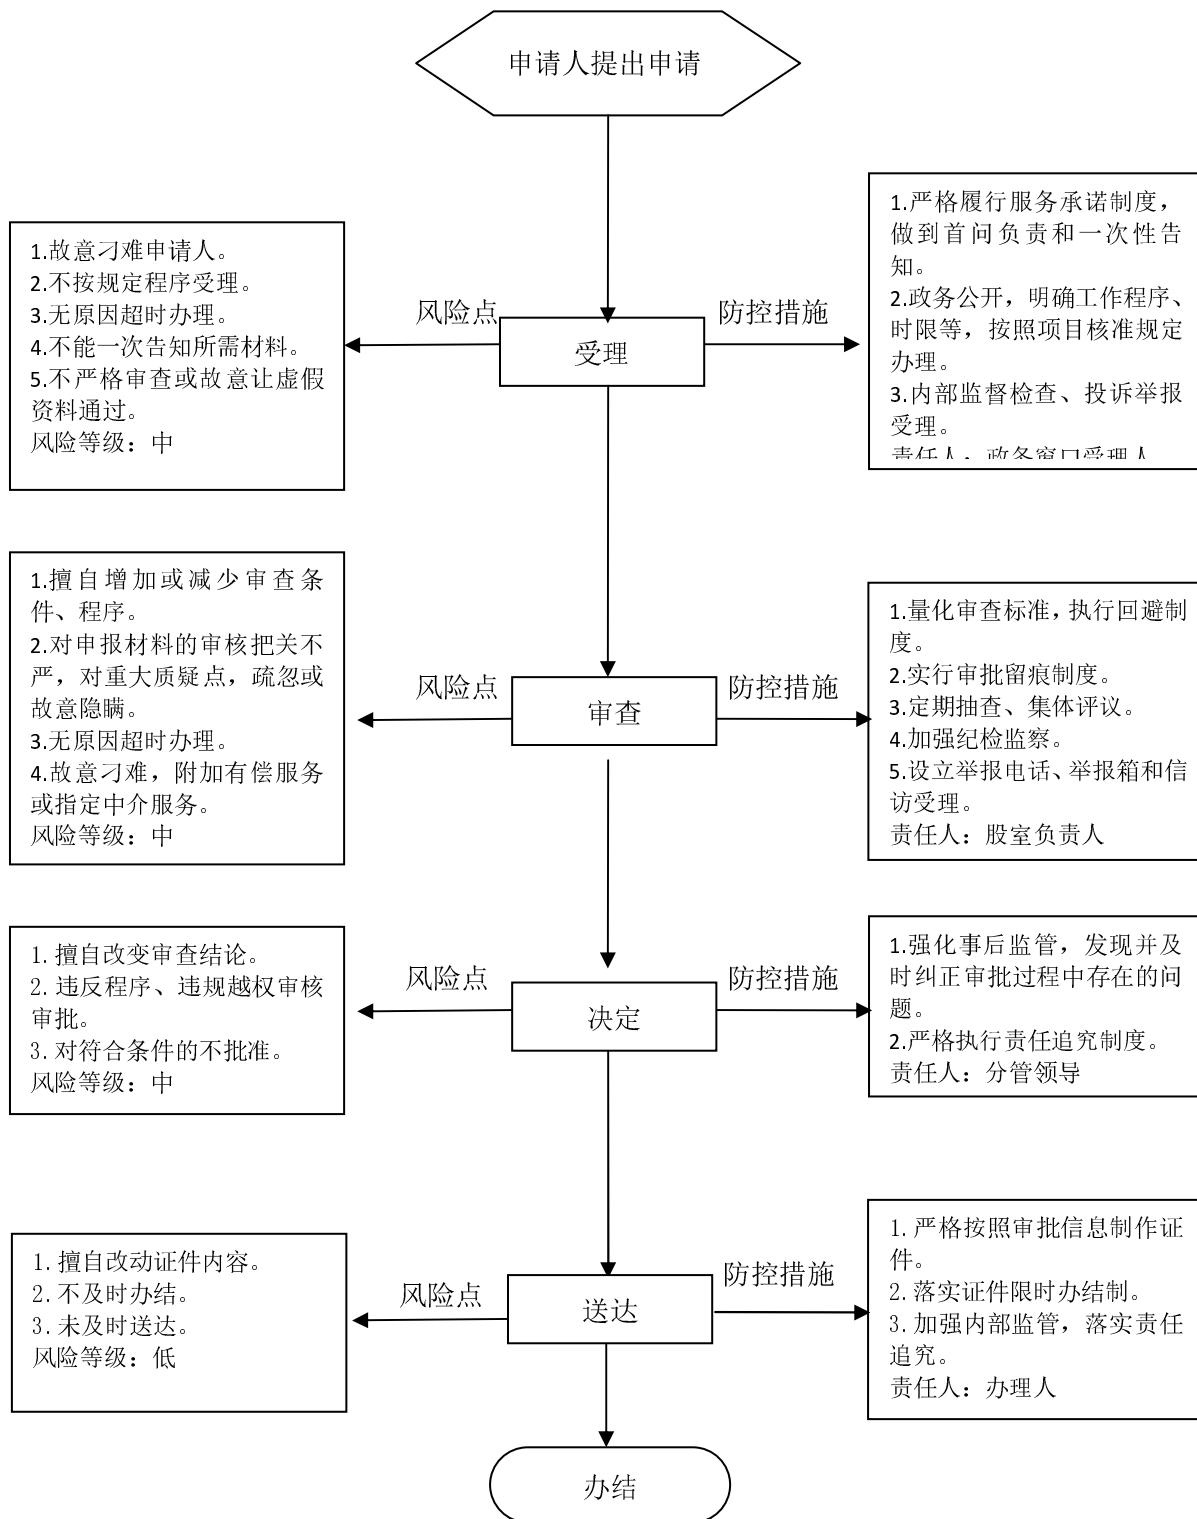 申请人提出申请
1.故意刁难申请人。
2.不按规定程序受理。
3.无原因超时办理。
4.不能一次告知所需材料。
5.不严格审查或故意让虚假
资料通过。
风险等级：中
风险点
受理
防控措施
1.严格履行服务承诺制度，
做到首问负责和一次性告
知。
2.政务公开，明确工作程序、
时限等，按照项目核准规定
办理。
3.内部监督检查、投诉举报
受理。
责任人：政务窗口受理人
1.擅自增加或减少审查条
件、程序。
2.对申报材料的审核把关不
严，对重大质疑点，疏忽或
故意隐瞒。
3.无原因超时办理。
4.故意刁难，附加有偿服务
或指定中介服务。
风险等级：中
风险点
审查
防控措施
1.量化审查标准，执行回避制
度。
2.实行审批留痕制度。
3.定期抽查、集体评议。
4.加强纪检监察。
5.设立举报电话、举报箱和信
访受理。
责任人：股室负责人
1. 擅自改变审查结论。
2. 违反程序、违规越权审核
审批。
3. 对符合条件的不批准。
风险等级：中
风险点
决定
防控措施
1.强化事后监管，发现并及
时纠正审批过程中存在的问
题。
2.严格执行责任追究制度。
责任人：分管领导
1. 擅自改动证件内容。
2. 不及时办结。
3. 未及时送达。
风险等级：低
风险点
送达
防控措施
1. 严格按照审批信息制作证
件。
2. 落实证件限时办结制。
3. 加强内部监管，落实责任
追究。
责任人：办理人
办结